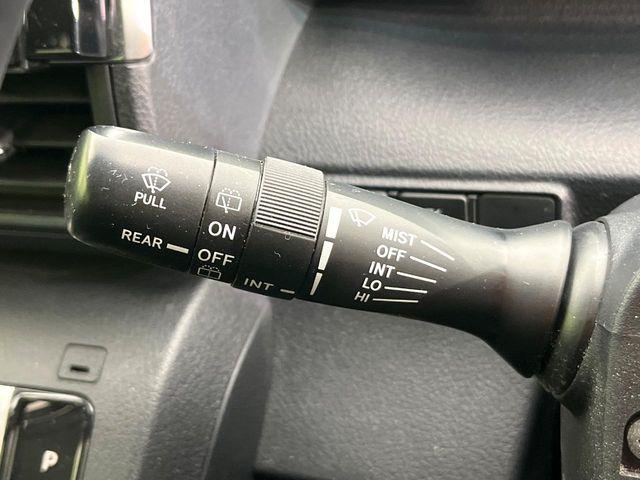 PULL
REAR
ON
OFF
INT
MIST
OFF
INT
LO
HI
P